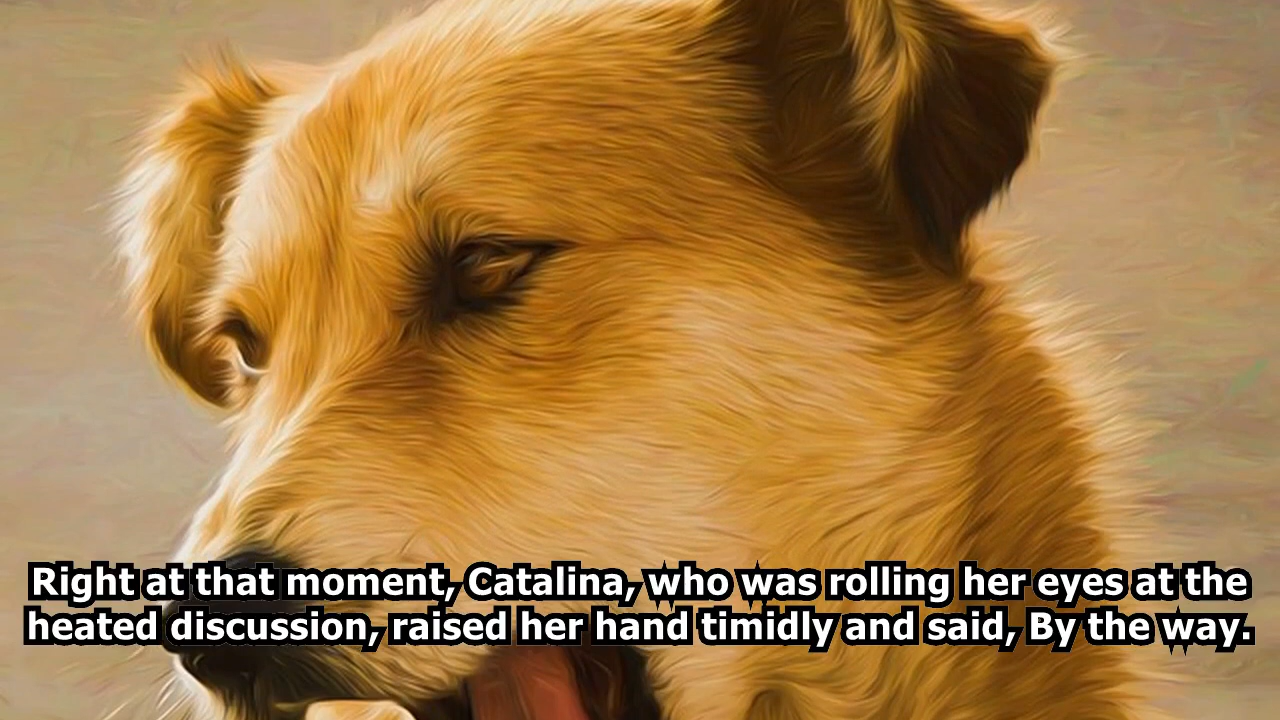 Right at that moment, Catalina, who was rolling her eyes at the
heated discussion, raised her hand timidly and said, By the way.